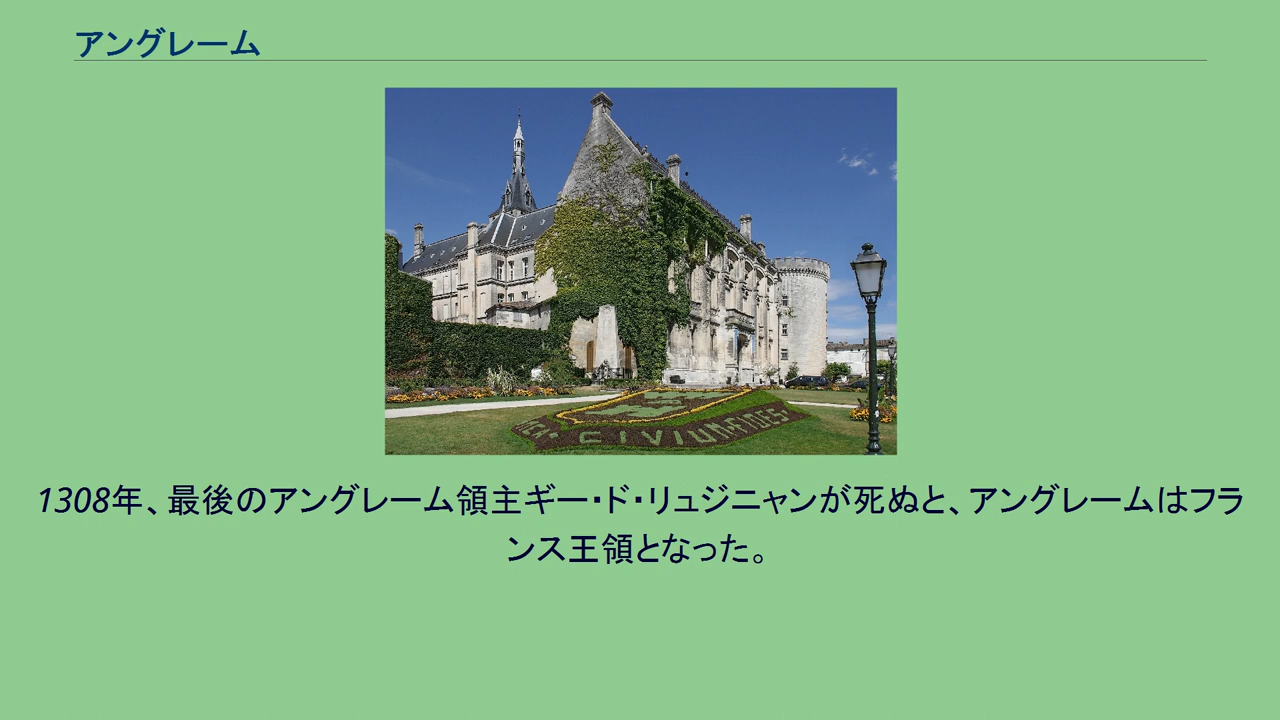 アングレーム
CIVIUM·FIDES
1308年、最後のアングレーム領主ギー・ド・リュジニャンが死ぬと、アングレームはフラ
ンス王領となった。